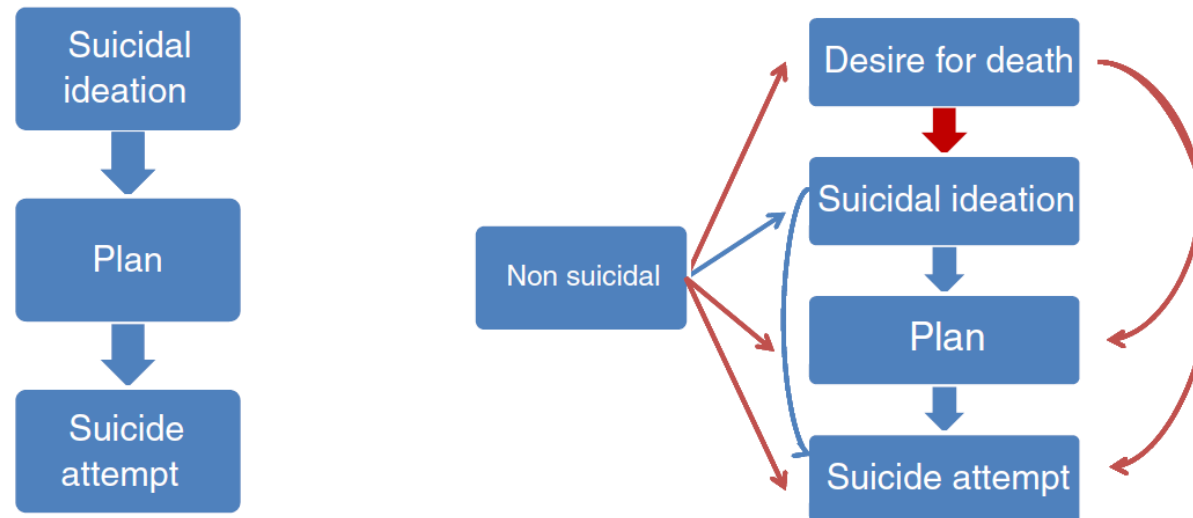 Suicidal
ideation
Plan
Suicide
attempt
Non suicidal
Desire for death
Suicidal ideation
Plan
Suicide attempt